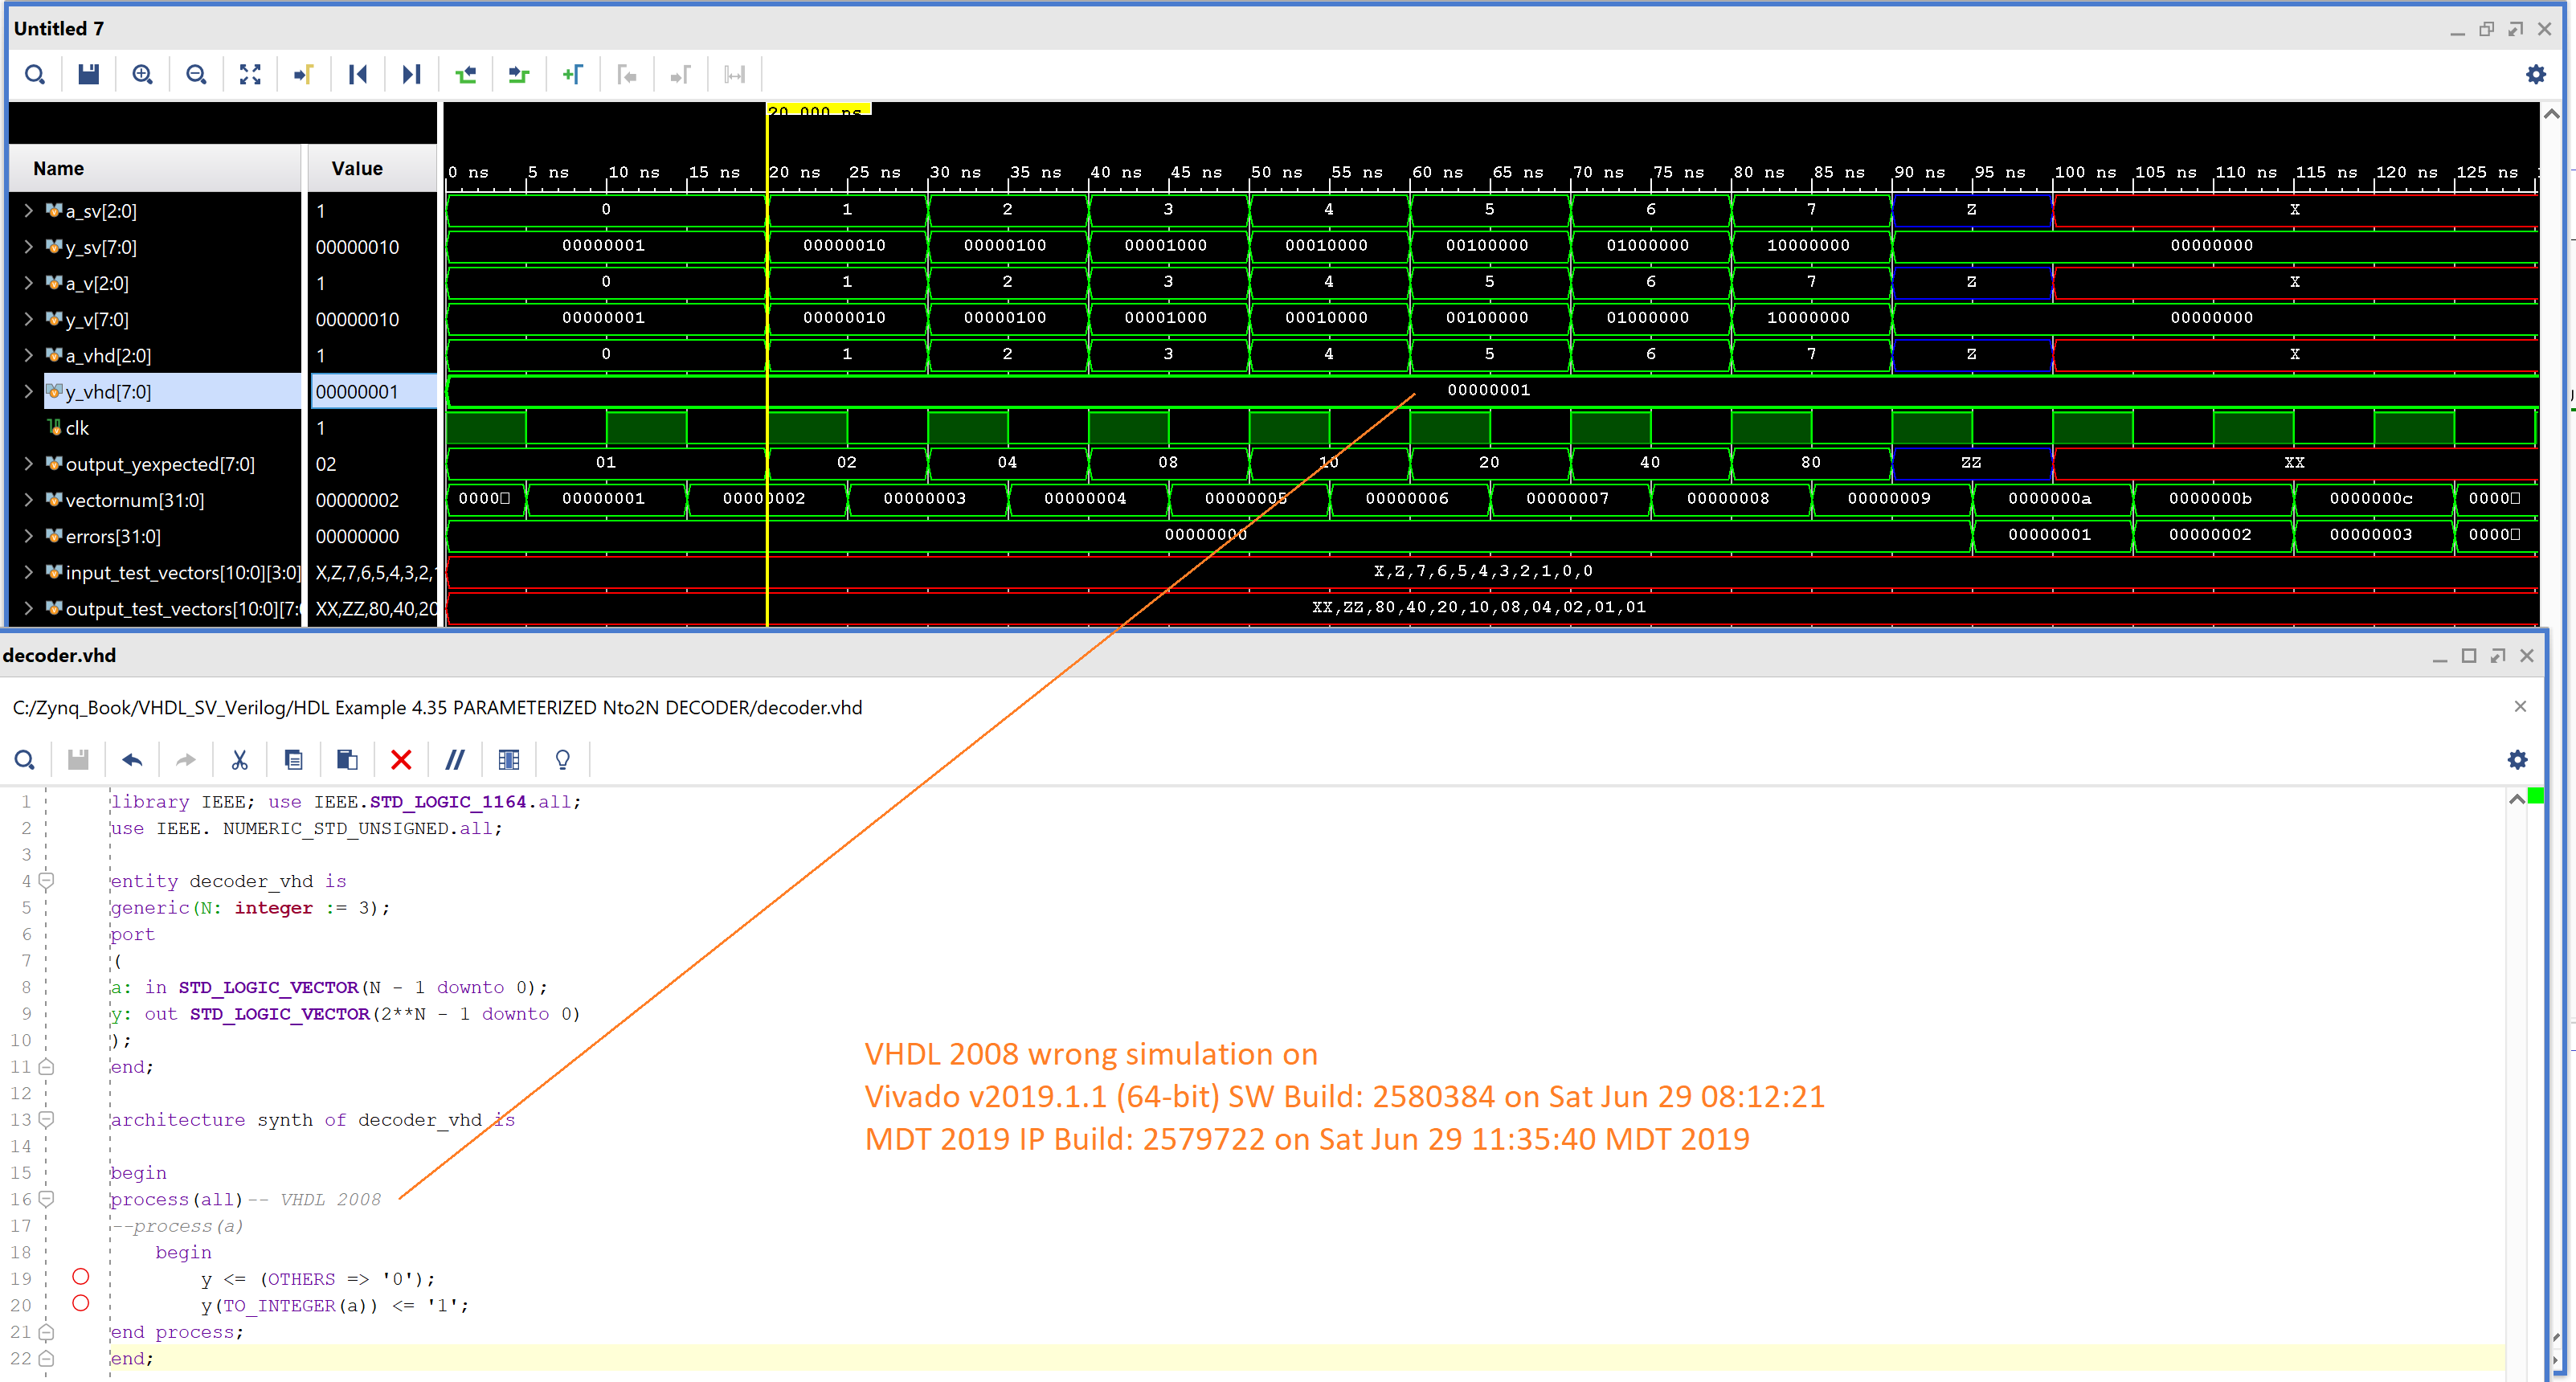 Untitled 7
20.000 ns
Name Value 0 ns 5 ns 10 ns 15 ns 20 ns 25 ns 30 ns 35 ns 40 ns 45 ns 50 ns 55 ns 60 ns 65 ns 70 ns 75 ns 80 ns 85 ns 90 ns 95 ns 100 ns 105 ns 110 ns 115 ns 120 ns 125 ns
a_sv[2:0] 1 0 1 2 3 4 5 6 7 Z X
y_sv[7:0] 00000010 00000001 00000010 00000100 00001000 00010000 00100000 01000000 10000000 00000000
a_v[2:0] 1 0 1 2 3 4 5 6 7 Z X
y_v[7:0] 00000010 00000001 00000010 00000100 00001000 00010000 00100000 01000000 10000000 00000000
a_vhd[2:0] 1 0 1 2 3 4 5 6 7 Z X
y_vhd[7:0] 00000001 00000001
clk 1
output_yexpected[7:0] 02 01 02 04 08 10 20 40 80 ZZ XX
vectornum[31:0] 00000002 0000 00000001 00000002 00000003 00000004 00000005 00000006 00000007 00000008 00000009 0000000a 0000000b 0000000c 0000
errors[31:0] 00000000 00000000 00000001 00000002 00000003 0000
input_test_vectors[10:0][3:0] X,Z,7,6,5,4,3,2, X,Z,7,6,5,4,3,2,1,0,0
output_test_vectors[10:0][7: XX,ZZ,80,40,20 XX,ZZ,80,40,20,10,08,04,02,01,01
decoder.vhd
C:/Zynq_Book/VHDL_SV_Verilog/HDL Example 4.35 PARAMETERIZED Nto2N DECODER/decoder.vhd
1 library IEEE; use IEEE.STD_LOGIC_1164.all;
2 use IEEE. NUMERIC_STD_UNSIGNED.all;
3
4 entity decoder_vhd is
5 generic(N: integer := 3);
6 port
7 (
8 a: in STD_LOGIC_VECTOR(N - 1 downto 0);
9 y: out STD_LOGIC_VECTOR(2**N - 1 downto 0)
10 );
11 end;
12
13 architecture synth of decoder_vhd is
14
15 begin
16 process(all)-- VHDL 2008
17 --process(a)
18 begin
19 y <= (OTHERS => '0');
20 y(TO_INTEGER(a)) <= '1';
21 end process;
22 end;
VHDL 2008 wrong simulation on
Vivado v2019.1.1 (64-bit) SW Build: 2580384 on Sat Jun 29 08:12:21
MDT 2019 IP Build: 2579722 on Sat Jun 29 11:35:40 MDT 2019